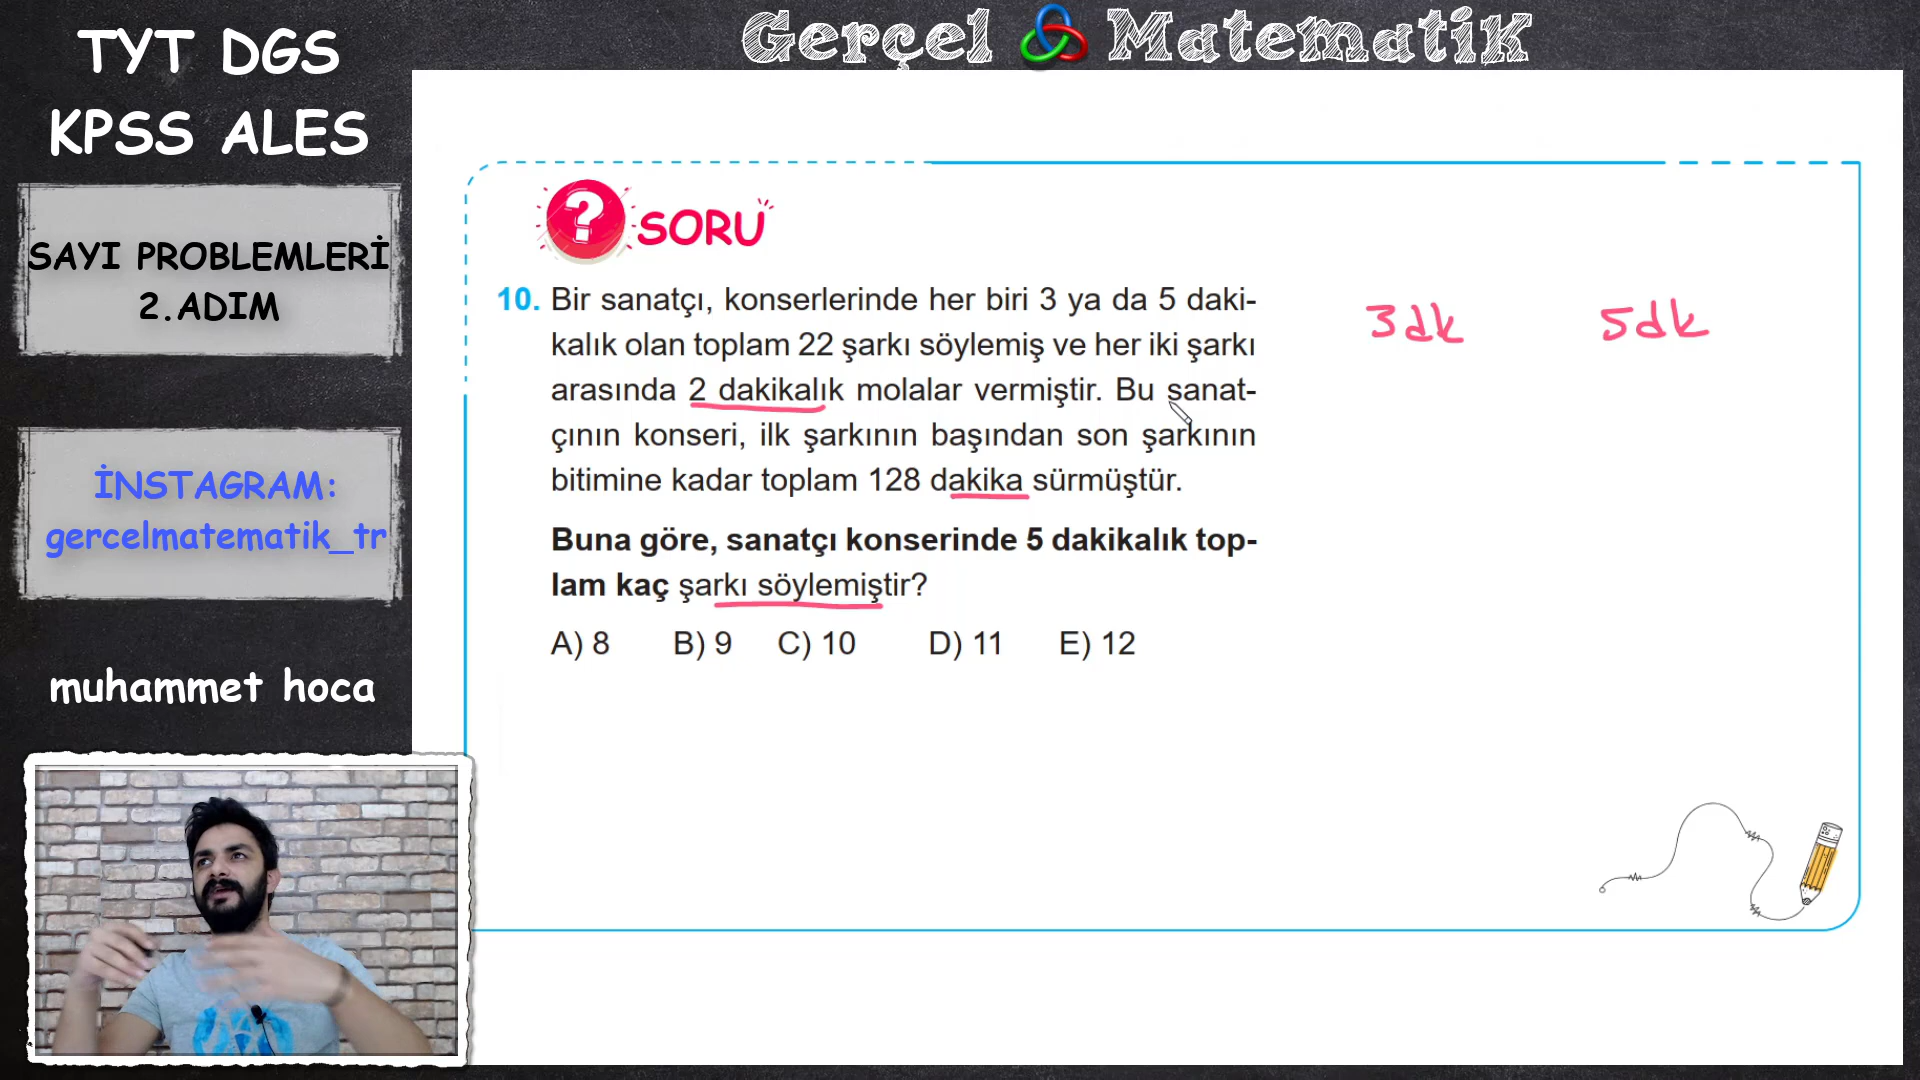 TYT DGS
KPSS ALES
SAYI PROBLEMLERİ
2.ADIM
İNSTAGRAM:
gercelmatematik_tr
muhammet hoca
Gerçel Matematik
? SORU
10. Bir sanatçı, konserlerinde her biri 3 ya da 5 daki-
kalık olan toplam 22 şarkı söylemiş ve her iki şarkı
arasında 2 dakikalık molalar vermiştir. Bu sanat-
çının konseri, ilk şarkının başından son şarkının
bitimine kadar toplam 128 dakika sürmüştür.
Buna göre, sanatçı konserinde 5 dakikalık top-
lam kaç şarkı söylemiştir?
A) 8 B) 9 C) 10 D) 11 E) 12
3dk 5dk